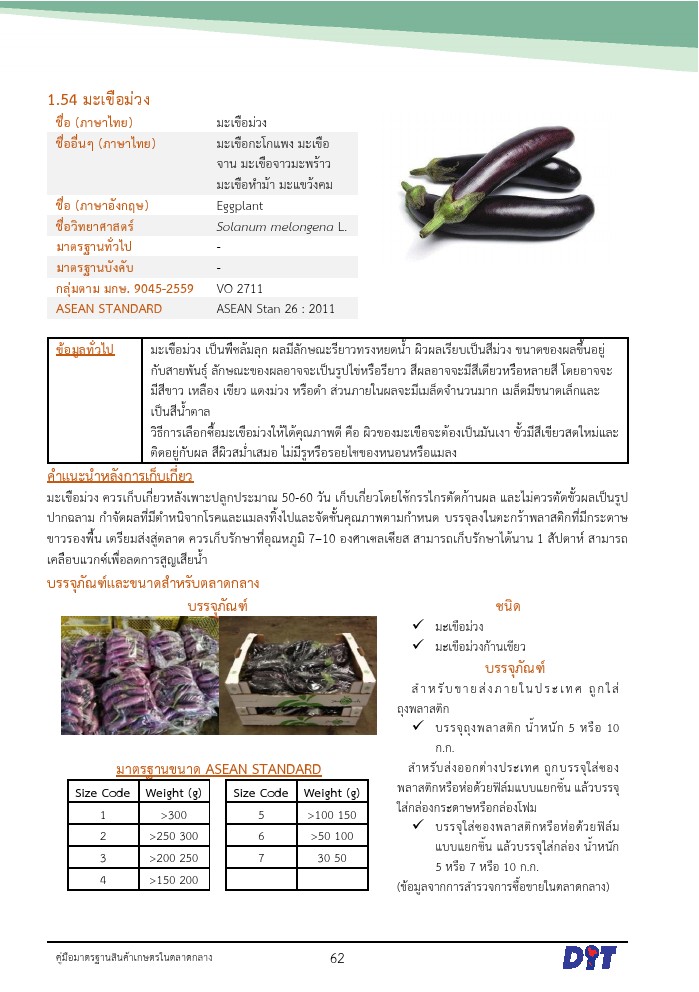 1.54 มะเขือม่วง
ชื่อ (ภาษาไทย) มะเขือม่วง
ชื่ออื่นๆ (ภาษาไทย) มะเขือกะโกแพง มะเขือ
จาน มะเขือจาวมะพร้าว
มะเขือหำม้า มะแขว้งคม
ชื่อ (ภาษาอังกฤษ) Eggplant
ชื่อวิทยาศาสตร์ Solanum melongena L.
มาตรฐานทั่วไป -
มาตรฐานบังคับ -
กลุ่มตาม มกษ. 9045-2559 VO 2711
ASEAN STANDARD ASEAN Stan 26 : 2011
ข้อมูลทั่วไป
มะเขือม่วง เป็นพืชล้มลุก ผลมีลักษณะรียาวทรงหยดน้ำ ผิวผลเรียบเป็นสีม่วง ขนาดของผลขึ้นอยู่
กับสายพันธุ์ ลักษณะของผลอาจจะเป็นรูปไข่หรือรียาว สีผลอาจจะมีสีเดียวหรือหลายสี โดยอาจจะ
มีสีขาว เหลือง เขียว แดงม่วง หรือดำ ส่วนภายในผลจะมีเมล็ดจำนวนมาก เมล็ดมีขนาดเล็กและ
เป็นสีน้ำตาล
วิธีการเลือกซื้อมะเขือม่วงให้ได้คุณภาพดี คือ ผิวของมะเขือจะต้องเป็นมันเงา ขั้วมีสีเขียวสดใหม่และ
ติดอยู่กับผล สีผิวสม่ำเสมอ ไม่มีรูหรือรอยไชของหนอนหรือแมลง
คำแนะนำหลังการเก็บเกี่ยว
มะเขือม่วง ควรเก็บเกี่ยวหลังเพาะปลูกประมาณ 50-60 วัน เก็บเกี่ยวโดยใช้กรรไกรตัดก้านผล และไม่ควรตัดขั้วผลเป็นรูป
ปากฉลาม กำจัดผลที่มีตำหนิจากโรคและแมลงทิ้งไปและจัดชั้นคุณภาพตามกำหนด บรรจุลงในตะกร้าพลาสติกที่มีกระดาษ
ขาวรองพื้น เตรียมส่งสู่ตลาด ควรเก็บรักษาที่อุณหภูมิ 7–10 องศาเซลเซียส สามารถเก็บรักษาได้นาน 1 สัปดาห์ สามารถ
เคลือบแวกซ์เพื่อลดการสูญเสียน้ำ
บรรจุภัณฑ์และขนาดสำหรับตลาดกลาง
บรรจุภัณฑ์
มาตรฐานขนาด ASEAN STANDARD
Size Code Weight (g) Size Code Weight (g)
1 >300 5 >100 150
2 >250 300 6 >50 100
3 >200 250 7 30 50
4 >150 200
ชนิด
✓ มะเขือม่วง
✓ มะเขือม่วงก้านเขียว
บรรจุภัณฑ์
สำหรับขายส่งภายในประเทศ ถูกใส่
ถุงพลาสติก
✓ บรรจุถุงพลาสติก น้ำหนัก 5 หรือ 10
ก.ก.
สำหรับส่งออกต่างประเทศ ถูกบรรจุใส่ซอง
พลาสติกหรือห่อด้วยฟิล์มแบบแยกชิ้น แล้วบรรจุ
ใส่กล่องกระดาษหรือกล่องโฟม
✓ บรรจุใส่ซองพลาสติกหรือห่อด้วยฟิล์ม
แบบแยกชิ้น แล้วบรรจุใส่กล่อง น้ำหนัก
5 หรือ 7 หรือ 10 ก.ก.
(ข้อมูลจากการสำรวจการซื้อขายในตลาดกลาง)
คู่มือมาตรฐานสินค้าเกษตรในตลาดกลาง 62 DIT